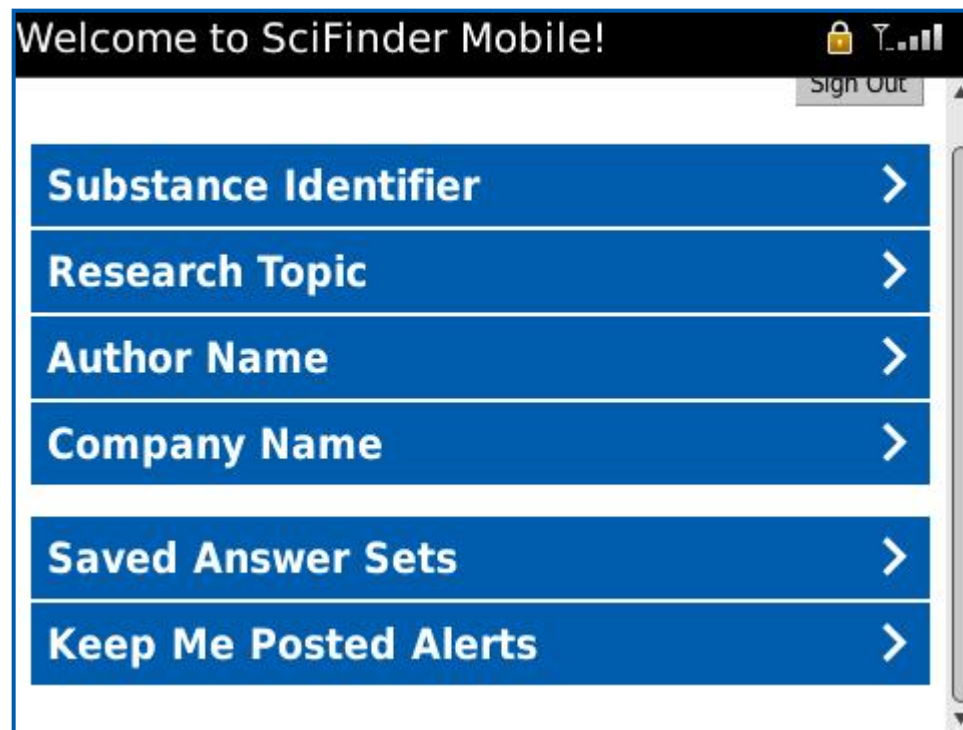 Welcome to SciFinder Mobile!
Sign Out
Substance Identifier
Research Topic
Author Name
Company Name
Saved Answer Sets
Keep Me Posted Alerts